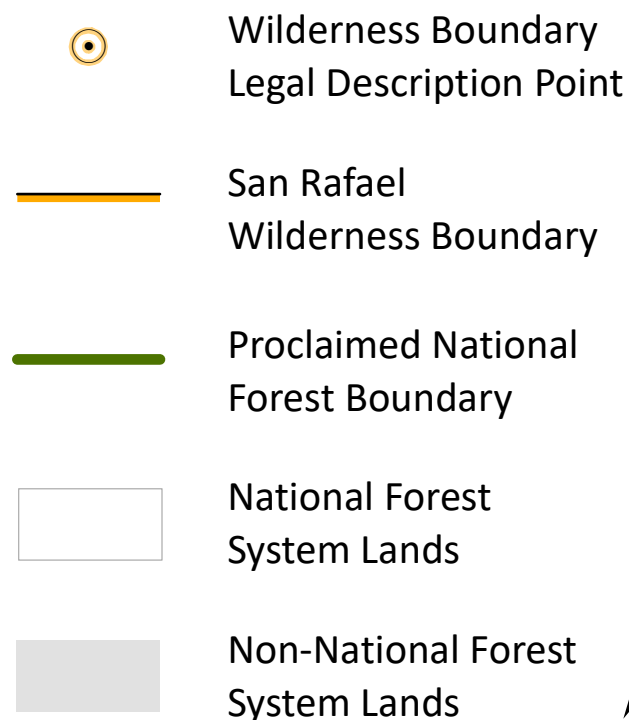 Wilderness Boundary
Legal Description Point
San Rafael
Wilderness Boundary
Proclaimed National
Forest Boundary
National Forest
System Lands
Non-National Forest
System Lands